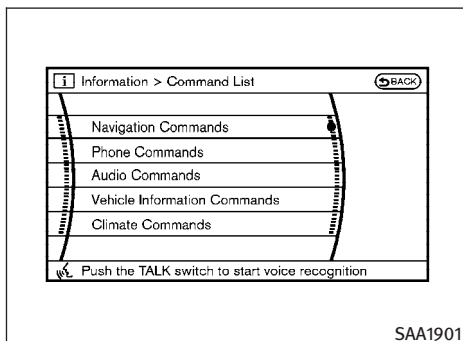 i Information > Command List BACK
Navigation Commands
Phone Commands
Audio Commands
Vehicle Information Commands
Climate Commands
Push the TALK switch to start voice recognition
SAA1901